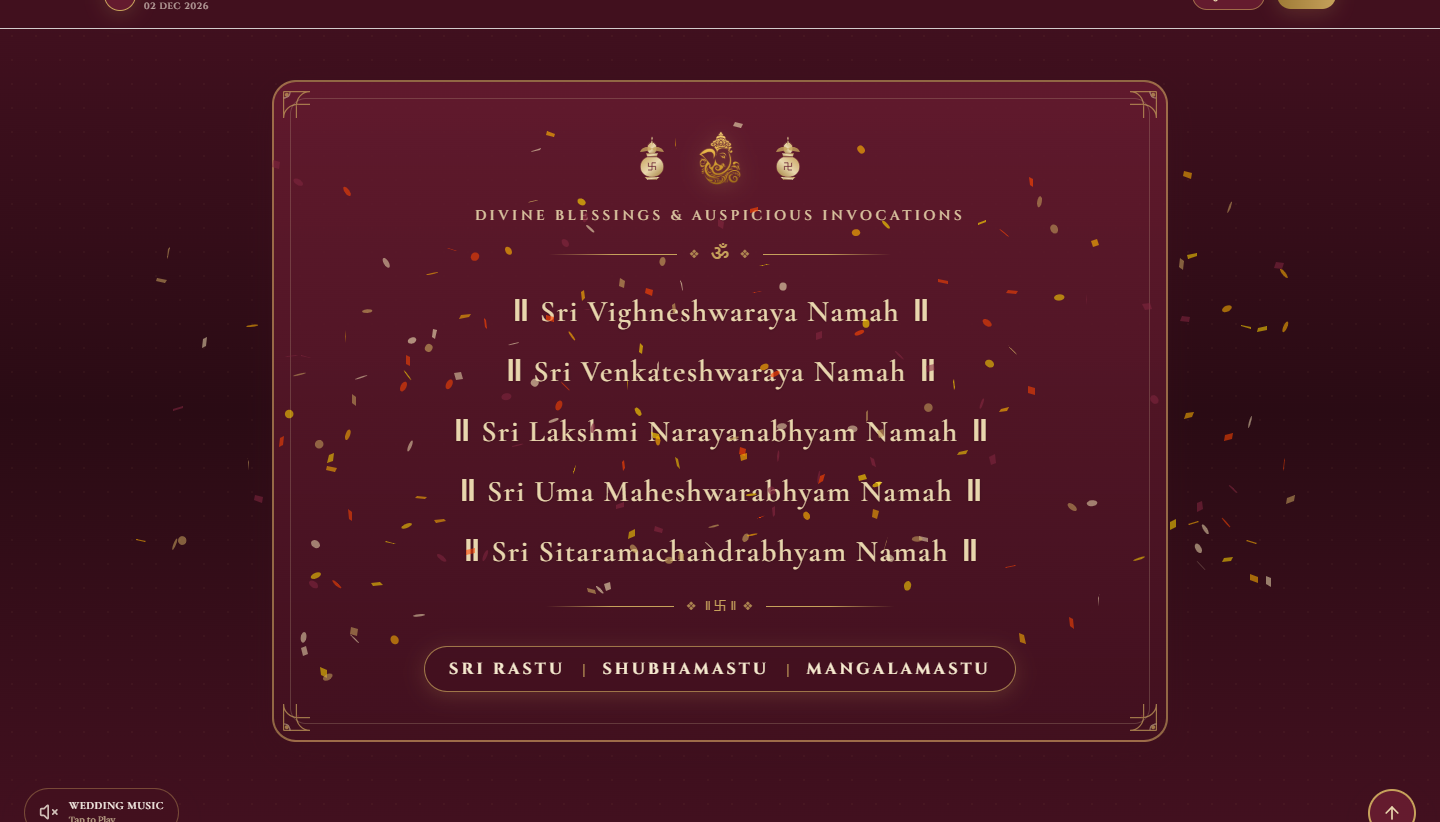 02 DEC 2026
DIVINE BLESSINGS & AUSPICIOUS INVOCATIONS
❖ ॐ ❖
॥ Sri Vighneshwaraya Namah ॥
॥ Sri Venkateshwaraya Namah ॥
॥ Sri Lakshmi Narayanabhyam Namah ॥
॥ Sri Uma Maheshwarabhyam Namah ॥
॥ Sri Sitaramachandrabhyam Namah ॥
❖ ॥卐॥ ❖
SRI RASTU | SHUBHAMASTU | MANGALAMASTU
WEDDING MUSIC
Tap to Play